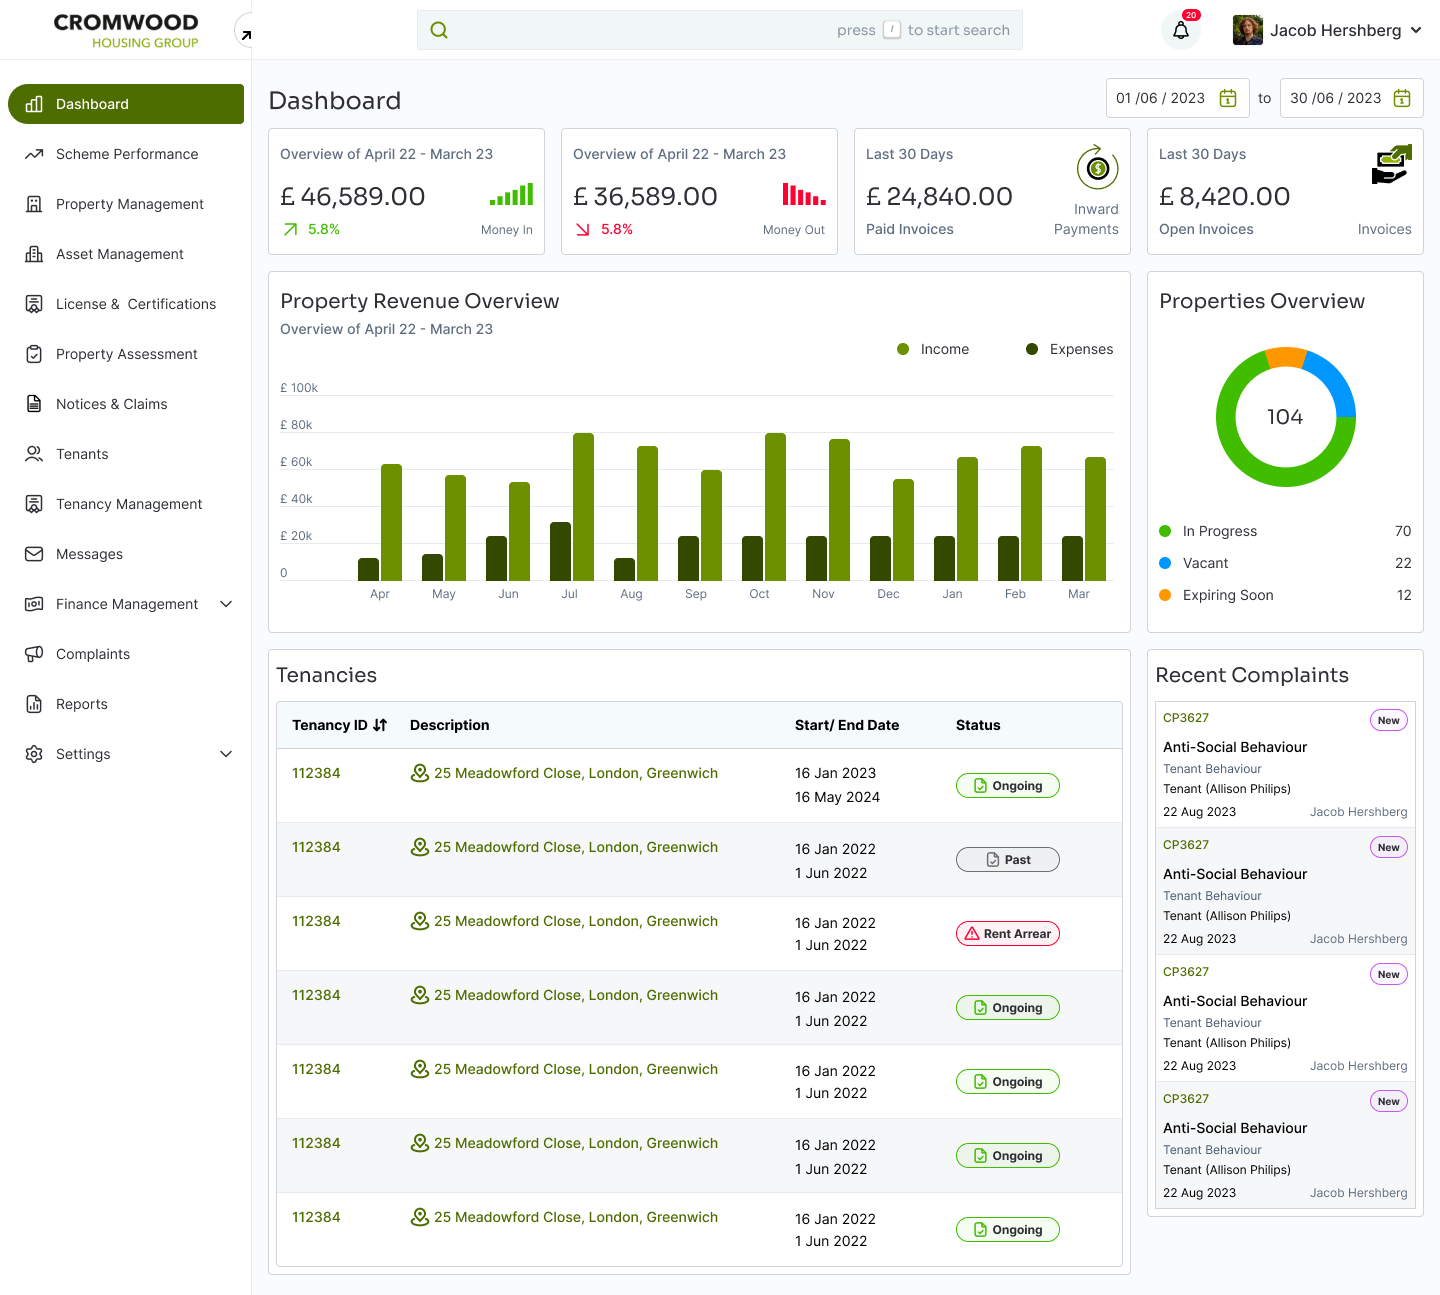 CROMWOOD
HOUSING GROUP
press / to start search
20
Jacob Hershberg
Dashboard
Scheme Performance
Property Management
Asset Management
License &  Certifications
Property Assessment
Notices & Claims
Tenants
Tenancy Management
Messages
Finance Management
Complaints
Reports
Settings
Dashboard
01 /06 / 2023 to 30 /06 / 2023
Overview of April 22 - March 23
£ 46,589.00
5.8%
Money In
Overview of April 22 - March 23
£ 36,589.00
5.8%
Money Out
Last 30 Days
£ 24,840.00
Paid Invoices
Inward
Payments
Last 30 Days
£ 8,420.00
Open Invoices
Invoices
Property Revenue Overview
Overview of April 22 - March 23
Income Expenses
£ 100k
£ 80k
£ 60k
£ 40k
£ 20k
0
Apr May Jun Jul Aug Sep Oct Nov Dec Jan Feb Mar
Properties Overview
104
In Progress 70
Vacant 22
Expiring Soon 12
Tenancies
Tenancy ID Description Start/ End Date Status
112384 25 Meadowford Close, London, Greenwich 16 Jan 2023
16 May 2024
Ongoing
112384 25 Meadowford Close, London, Greenwich 16 Jan 2022
1 Jun 2022
Past
112384 25 Meadowford Close, London, Greenwich 16 Jan 2022
1 Jun 2022
Rent Arrear
112384 25 Meadowford Close, London, Greenwich 16 Jan 2022
1 Jun 2022
Ongoing
112384 25 Meadowford Close, London, Greenwich 16 Jan 2022
1 Jun 2022
Ongoing
112384 25 Meadowford Close, London, Greenwich 16 Jan 2022
1 Jun 2022
Ongoing
112384 25 Meadowford Close, London, Greenwich 16 Jan 2022
1 Jun 2022
Ongoing
Recent Complaints
CP3627 New
Anti-Social Behaviour
Tenant Behaviour
Tenant (Allison Philips)
22 Aug 2023 Jacob Hershberg
CP3627 New
Anti-Social Behaviour
Tenant Behaviour
Tenant (Allison Philips)
22 Aug 2023 Jacob Hershberg
CP3627 New
Anti-Social Behaviour
Tenant Behaviour
Tenant (Allison Philips)
22 Aug 2023 Jacob Hershberg
CP3627 New
Anti-Social Behaviour
Tenant Behaviour
Tenant (Allison Philips)
22 Aug 2023 Jacob Hershberg